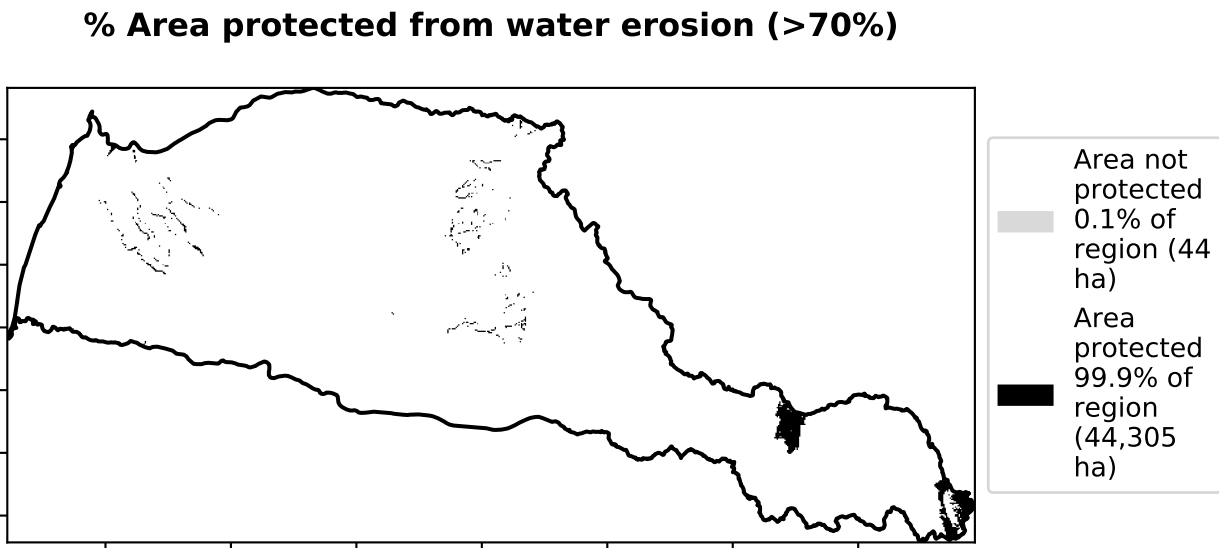 % Area protected from water erosion (>70%)
Area not
protected
0.1% of
region (44
ha)
Area
protected
99.9% of
region
(44,305
ha)